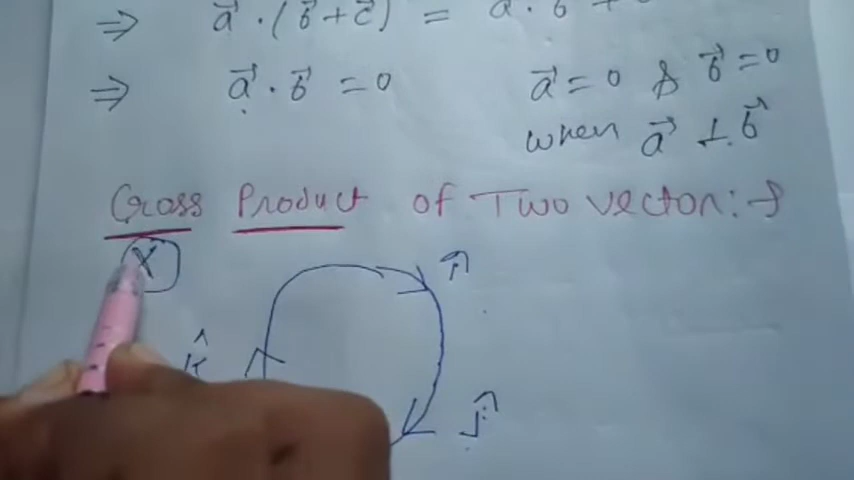 ⇒ a⃗ · (b⃗ + c⃗) = a⃗ · b⃗ +
⇒ a⃗ · b⃗ = 0 a⃗ = 0 & b⃗ = 0
when a⃗ ⊥ b⃗
Cross Product of Two vector:-
X
î
k̂
ĵ